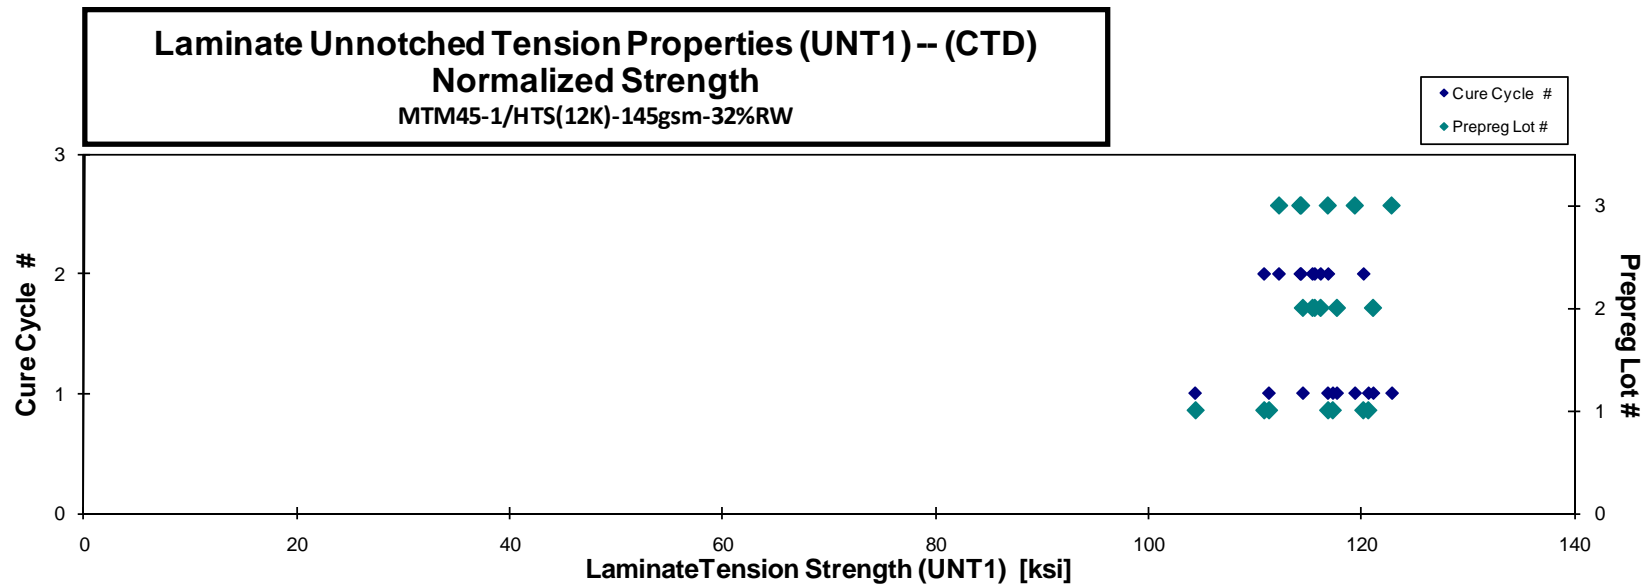 Laminate Unnotched Tension Properties (UNT1) -- (CTD)
Normalized Strength
MTM45-1/HTS(12K)-145gsm-32%RW
Cure Cycle #
Prepreg Lot #
3
2
1
0
Cure Cycle #
3
2
1
0
Prepreg Lot #
0 20 40 60 80 100 120 140
LaminateTension Strength (UNT1) [ksi]